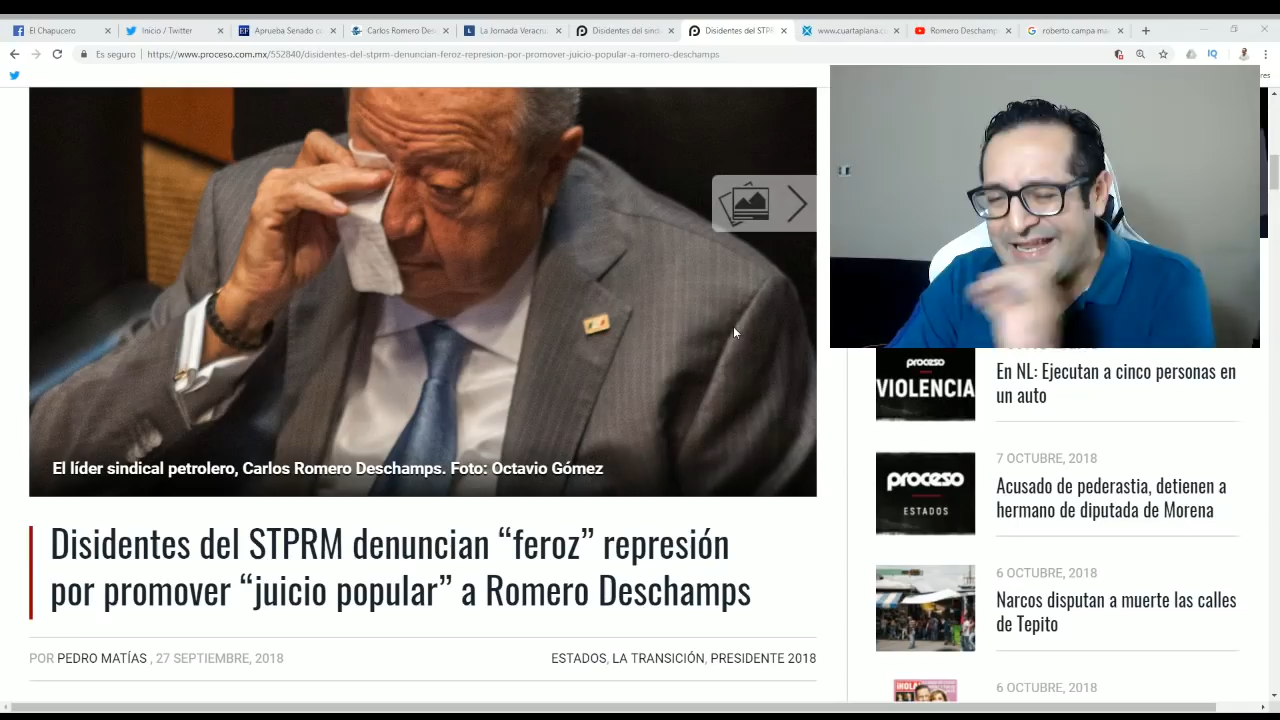 El Chapucero
Inicio / Twitter
Aprueba Senado c
Carlos Romero Des
La Jornada Veracru
Disidentes del sind
Disidentes del STP
www.cuartaplana.c
Romero Deschamp
roberto campa ma
Es seguro
https://www.proceso.com.mx/552840/disidentes-del-stprm-denuncian-feroz-represion-por-promover-juicio-popular-a-romero-deschamps
El líder sindical petrolero, Carlos Romero Deschamps. Foto: Octavio Gómez
Disidentes del STPRM denuncian “feroz” represión
por promover “juicio popular” a Romero Deschamps
POR PEDRO MATÍAS , 27 SEPTIEMBRE, 2018
ESTADOS, LA TRANSICIÓN, PRESIDENTE 2018
proceso
VIOLENCIA
En NL: Ejecutan a cinco personas en
un auto
proceso
ESTADOS
7 OCTUBRE, 2018
Acusado de pederastia, detienen a
hermano de diputada de Morena
6 OCTUBRE, 2018
Narcos disputan a muerte las calles
de Tepito
¡HOLA!
6 OCTUBRE, 2018